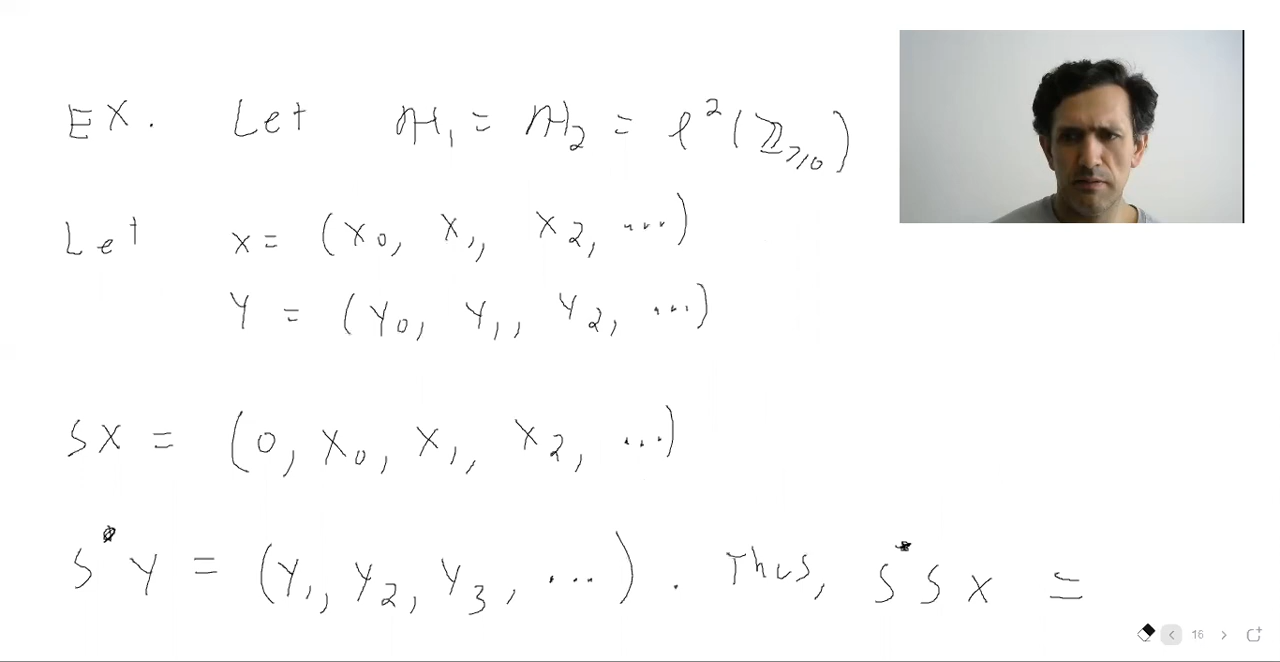 Ex. Let ℋ₁ = ℋ₂ = ℓ²(ℤ≥0)
Let x = (x₀, x₁, x₂, ...)
y = (y₀, y₁, y₂, ...)
Sx = (0, x₀, x₁, x₂, ...)
S*y = (y₁, y₂, y₃, ...). Thus, S*Sx =
16